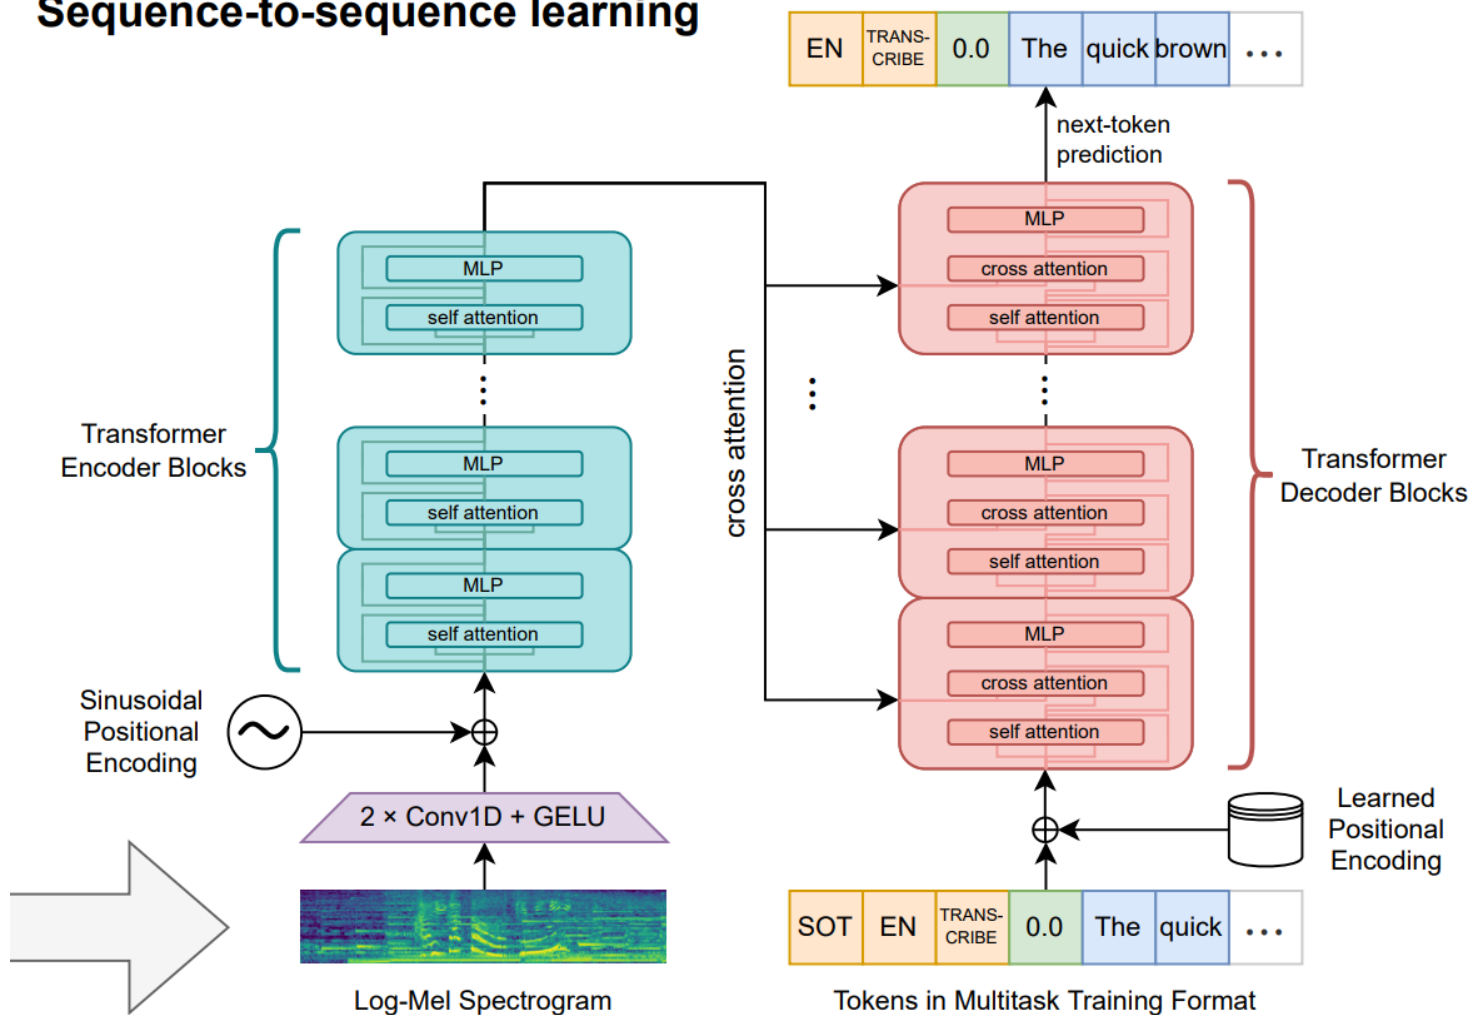 Sequence-to-sequence learning
EN TRANS-CRIBE 0.0 The quick brown ...
next-token
prediction
MLP
cross attention
self attention
MLP
self attention
...
...
...
cross attention
Transformer
Encoder Blocks
MLP
self attention
MLP
self attention
MLP
cross attention
self attention
MLP
cross attention
self attention
Transformer
Decoder Blocks
Sinusoidal
Positional
Encoding
2 × Conv1D + GELU
Learned
Positional
Encoding
SOT EN TRANS-CRIBE 0.0 The quick ...
Log-Mel Spectrogram
Tokens in Multitask Training Format